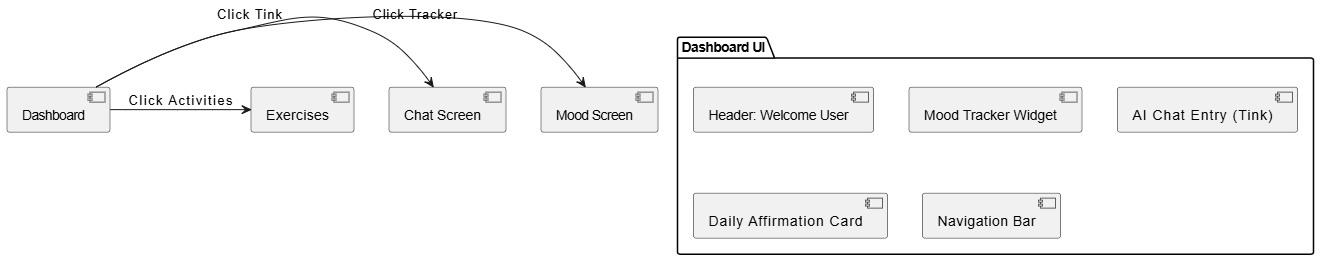 Click Tink
Click Tracker
Dashboard
Click Activities
Exercises
Chat Screen
Mood Screen
Dashboard UI
Header: Welcome User
Mood Tracker Widget
AI Chat Entry (Tink)
Daily Affirmation Card
Navigation Bar